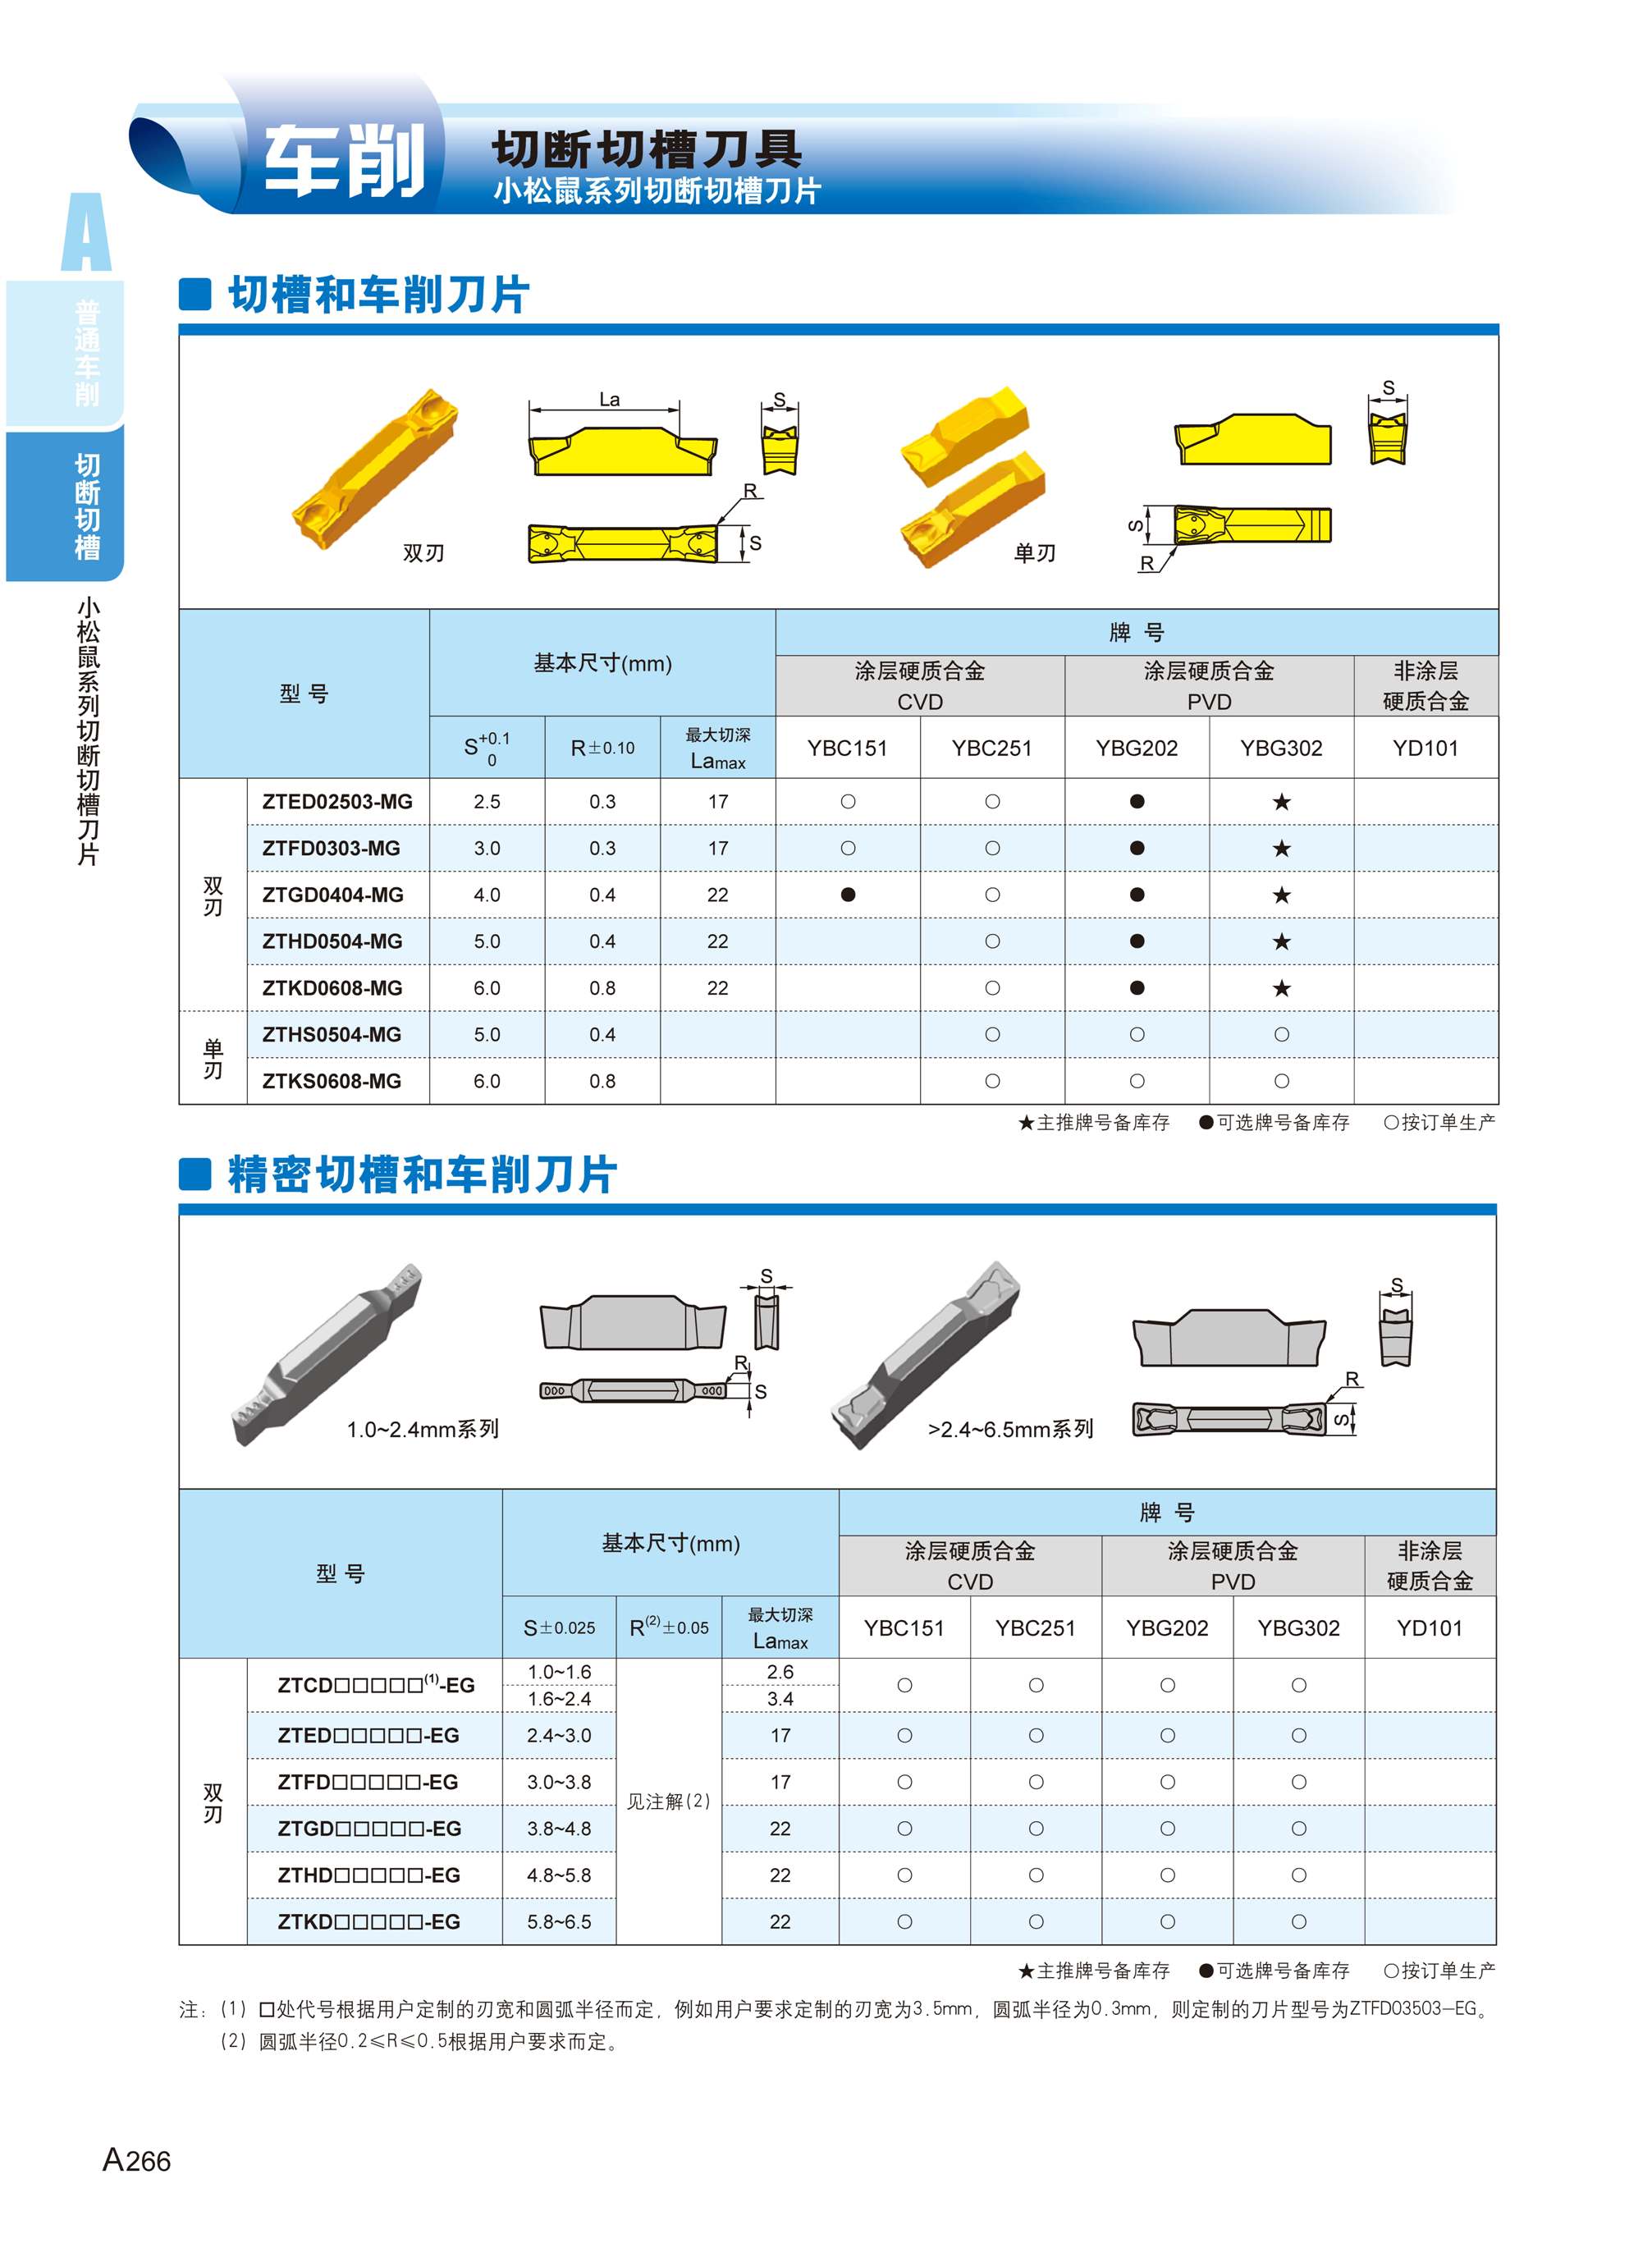 车削
切断切槽刀具
小松鼠系列切断切槽刀片
A
普通车削
切断切槽
小松鼠系列切断切槽刀片
切槽和车削刀片
La
S
R
S
双刃
S
S
R
单刃
型号 基本尺寸(mm) 牌号
涂层硬质合金 CVD 涂层硬质合金 PVD 非涂层硬质合金
S+0.1 0 R±0.10 最大切深 Lamax YBC151 YBC251 YBG202 YBG302 YD101
双刃
ZTED02503-MG 2.5 0.3 17 ○ ○ ● ★
ZTFD0303-MG 3.0 0.3 17 ○ ○ ● ★
ZTGD0404-MG 4.0 0.4 22 ● ○ ● ★
ZTHD0504-MG 5.0 0.4 22 ○ ● ★
ZTKD0608-MG 6.0 0.8 22 ○ ● ★
单刃
ZTHS0504-MG 5.0 0.4 ○ ○ ○
ZTKS0608-MG 6.0 0.8 ○ ○ ○
★主推牌号备库存 ●可选牌号备库存 ○按订单生产
精密切槽和车削刀片
S
R
S
1.0~2.4mm系列
S
R
S
>2.4~6.5mm系列
型号 基本尺寸(mm) 牌号
涂层硬质合金 CVD 涂层硬质合金 PVD 非涂层硬质合金
S±0.025 R(2)±0.05 最大切深 Lamax YBC151 YBC251 YBG202 YBG302 YD101
双刃
ZTCD□□□□□(1)-EG 1.0~1.6 2.6 ○ ○ ○ ○
1.6~2.4 3.4
ZTED□□□□□-EG 2.4~3.0 17 ○ ○ ○ ○
ZTFD□□□□□-EG 3.0~3.8 17 ○ ○ ○ ○
见注解(2)
ZTGD□□□□□-EG 3.8~4.8 22 ○ ○ ○ ○
ZTHD□□□□□-EG 4.8~5.8 22 ○ ○ ○ ○
ZTKD□□□□□-EG 5.8~6.5 22 ○ ○ ○ ○
★主推牌号备库存 ●可选牌号备库存 ○按订单生产
注：(1) □处代号根据用户定制的刃宽和圆弧半径而定，例如用户要求定制的刃宽为3.5mm，圆弧半径为0.3mm，则定制的刀片型号为ZTFD03503-EG。
(2) 圆弧半径0.2≤R≤0.5根据用户要求而定。
A266